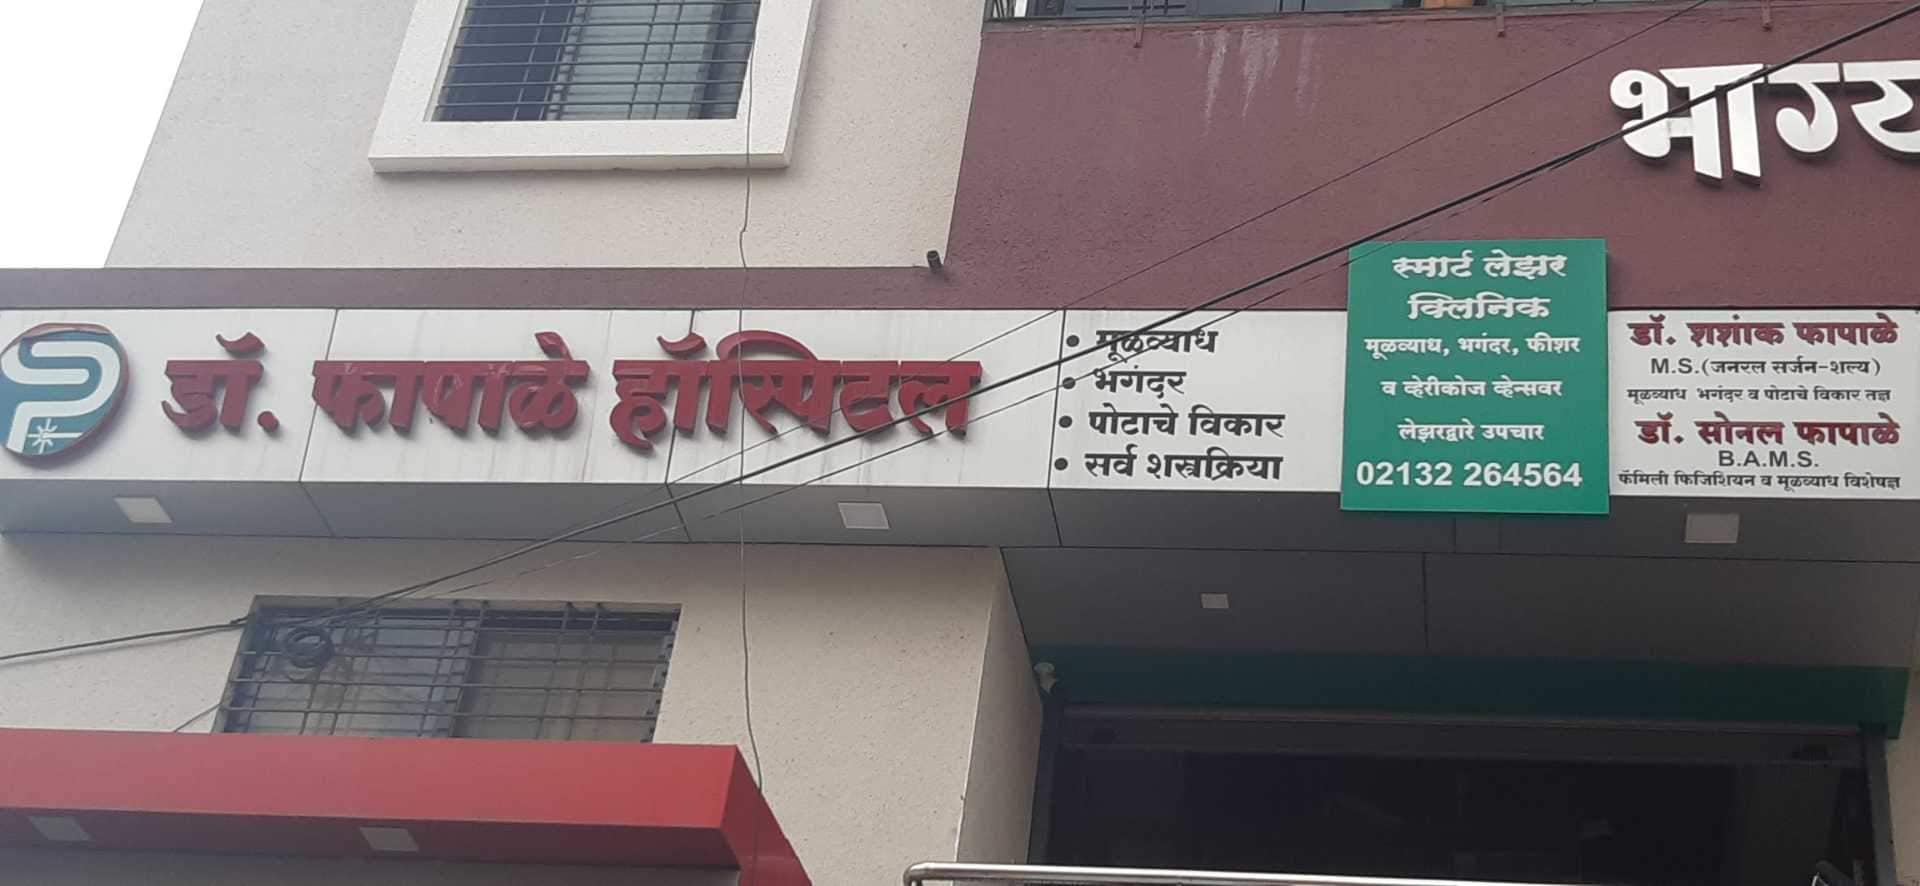 भाग्य
डॉ. फापाळे हॉस्पिटल
• मूळव्याध
• भगंदर
• पोटाचे विकार
• सर्व शस्त्रक्रिया
स्मार्ट लेझर
क्लिनिक
मूळव्याध, भगंदर, फीशर
व व्हेरीकोज व्हेन्सवर
लेझरद्वारे उपचार
02132 264564
डॉ. शशांक फापाळे
M.S.(जनरल सर्जन-शल्य)
मूळव्याध भगंदर व पोटाचे विकार तज्ञ
डॉ. सोनल फापाळे
B.A.M.S.
फॅमिली फिजिशियन व मूळव्याध विशेषज्ञ